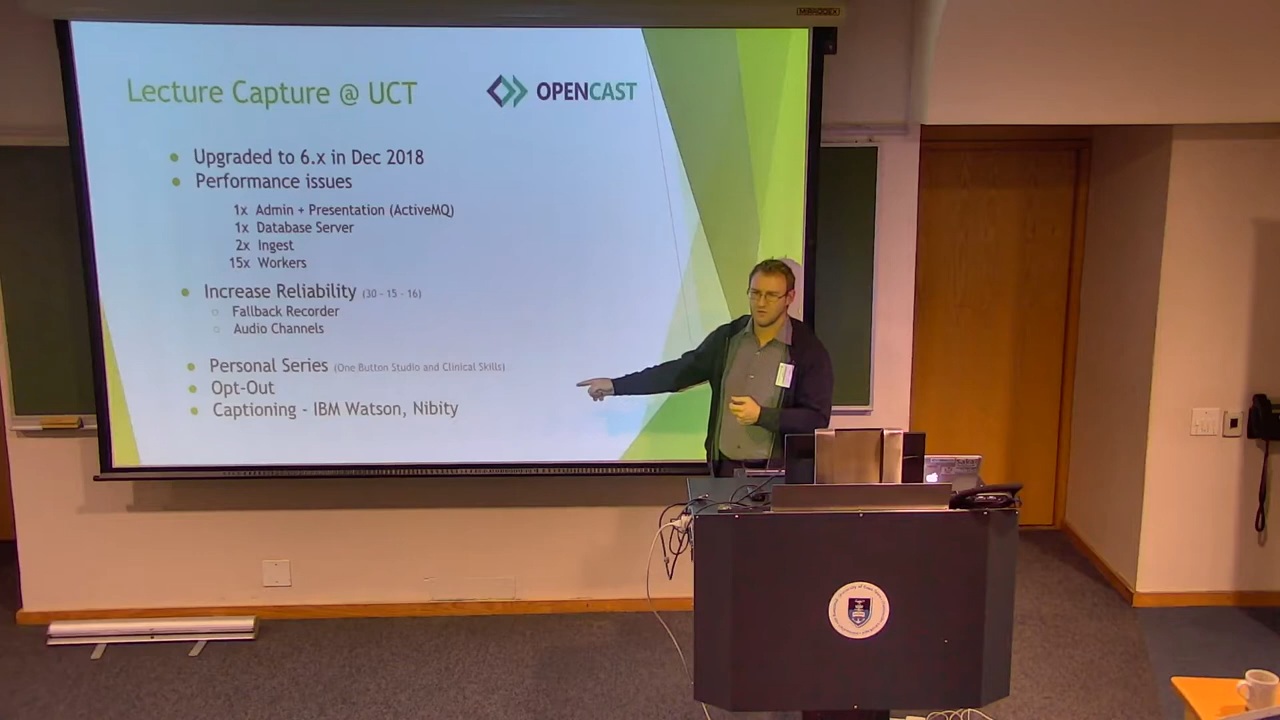 Lecture Capture @ UCT
OPENCAST
Upgraded to 6.x in Dec 2018
Performance issues
1x Admin + Presentation (ActiveMQ)
1x Database Server
2x Ingest
15x Workers
Increase Reliability (30 - 15 - 16)
Fallback Recorder
Audio Channels
Personal Series (One Button Studio and Clinical Skills)
Opt-Out
Captioning - IBM Watson, Nibity